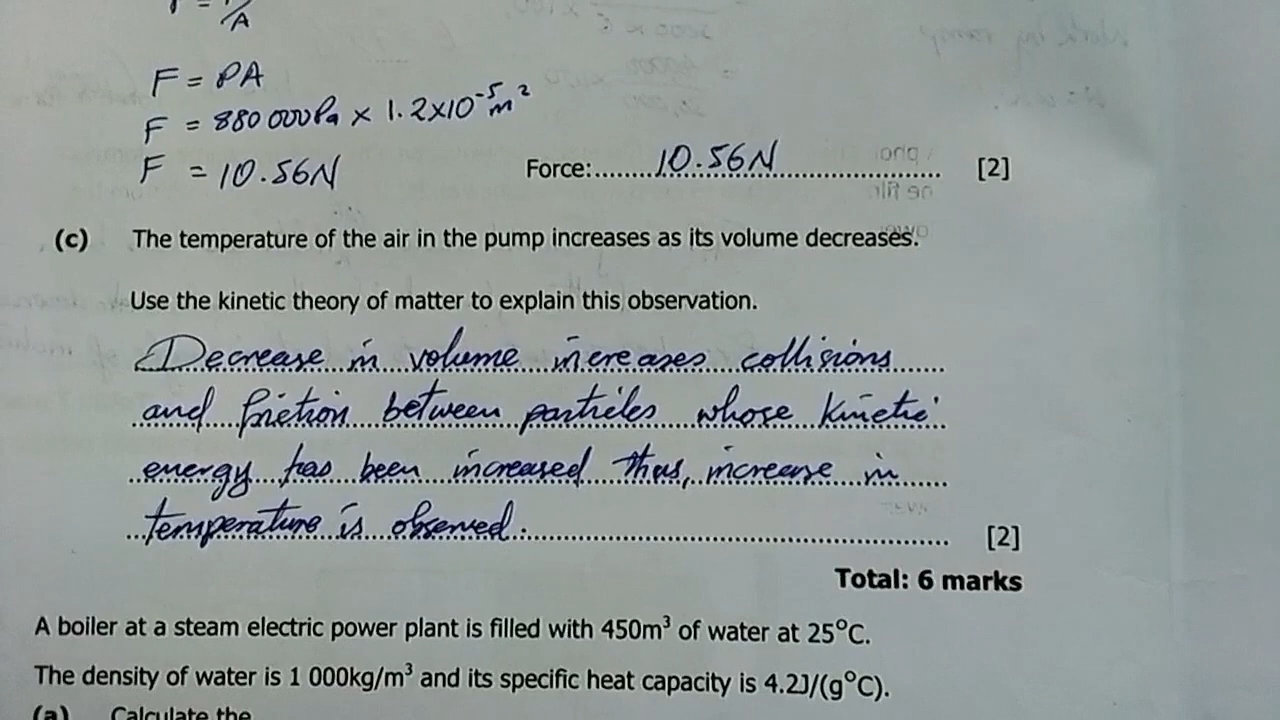 A
F = PA
F = 880 000Pa x 1.2x10⁻⁵m²
F = 10.56N
Force:........10.56N........ [2]
(c) The temperature of the air in the pump increases as its volume decreases.
Use the kinetic theory of matter to explain this observation.
Decrease in volume increases collisions
and friction between particles whose kinetic
energy has been increased thus, increase in
temperature is observed.
[2]
Total: 6 marks
A boiler at a steam electric power plant is filled with 450m³ of water at 25°C.
The density of water is 1 000kg/m³ and its specific heat capacity is 4.2J/(g°C).
(a) Calculate the